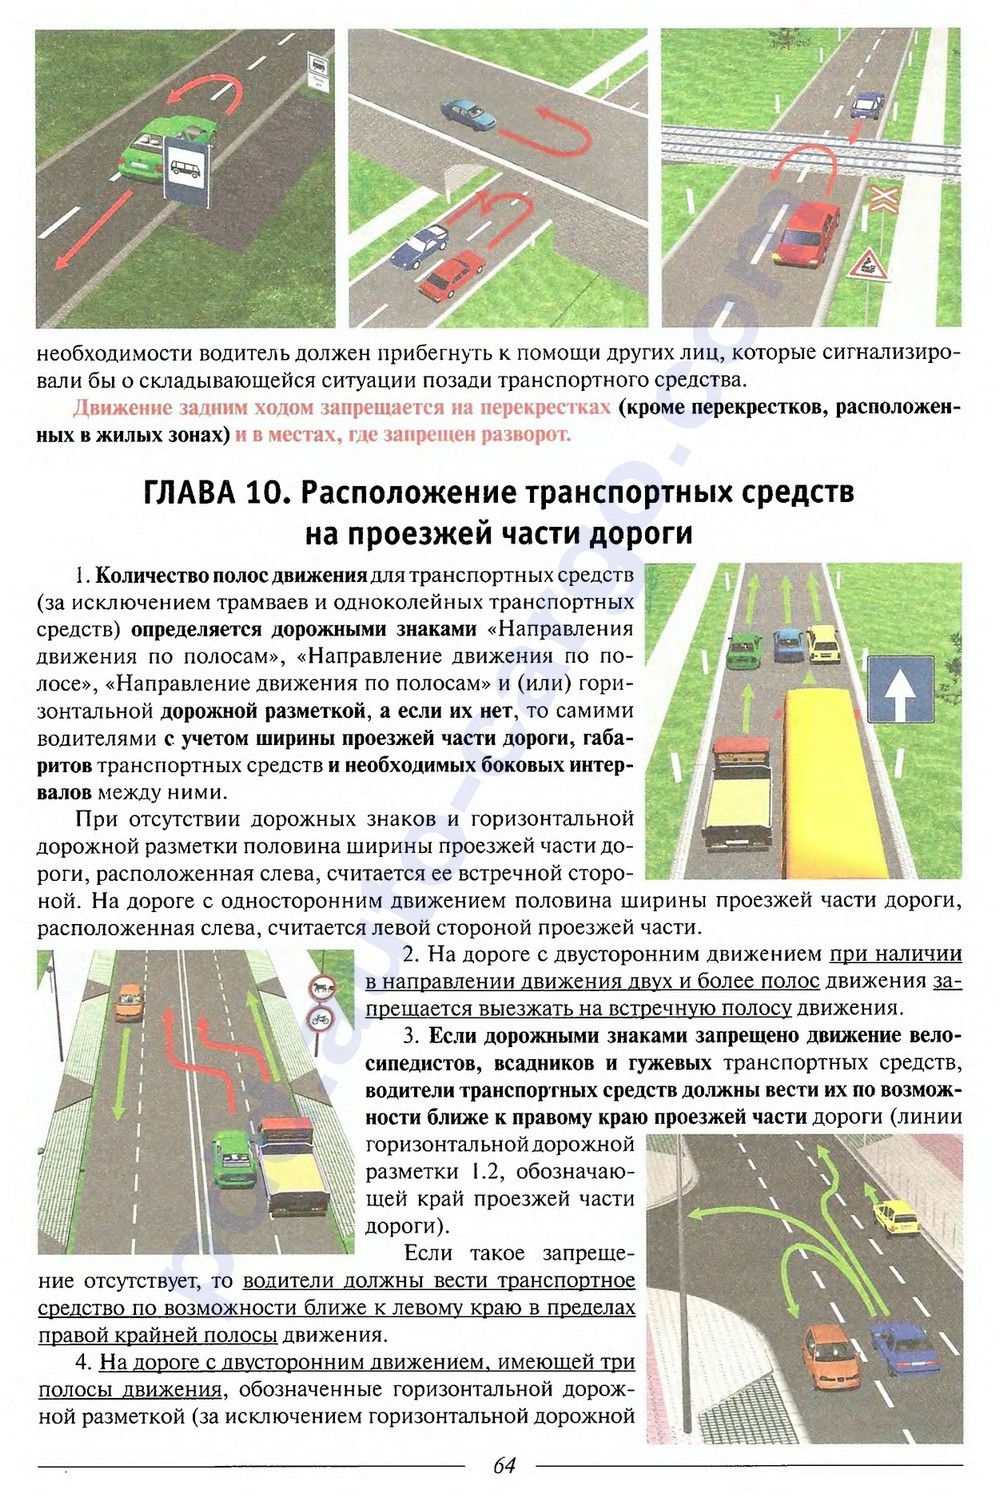 необходимости водитель должен прибегнуть к помощи других лиц, которые сигнализиро-
вали бы о складывающейся ситуации позади транспортного средства.
Движение задним ходом запрещается на перекрестках (кроме перекрестков, расположен-
ных в жилых зонах) и в местах, где запрещен разворот.
ГЛАВА 10. Расположение транспортных средств
на проезжей части дороги
1. Количество полос движения для транспортных средств
(за исключением трамваев и одноколейных транспортных
средств) определяется дорожными знаками «Направления
движения по полосам», «Направление движения по по-
лосе», «Направление движения по полосам» и (или) гори-
зонтальной дорожной разметкой, а если их нет, то самими
водителями с учетом ширины проезжей части дороги, габа-
ритов транспортных средств и необходимых боковых интер-
валов между ними.
При отсутствии дорожных знаков и горизонтальной
дорожной разметки половина ширины проезжей части до-
роги, расположенная слева, считается ее встречной сторо-
ной. На дороге с односторонним движением половина ширины проезжей части дороги,
расположенная слева, считается левой стороной проезжей части.
2. На дороге с двусторонним движением при наличии
в направлении движения двух и более полос движения за-
прещается выезжать на встречную полосу движения.
3. Если дорожными знаками запрещено движение вело-
сипедистов, всадников и гужевых транспортных средств,
водители транспортных средств должны вести их по возмож-
ности ближе к правому краю проезжей части дороги (линии
горизонтальной дорожной
разметки 1.2, обозначаю-
щей край проезжей части
дороги).
Если такое запреще-
ние отсутствует, то водители должны вести транспортное
средство по возможности ближе к левому краю в пределах
правой крайней полосы движения.
4. На дороге с двусторонним движением, имеющей три
полосы движения, обозначенные горизонтальной дорож-
ной разметкой (за исключением горизонтальной дорожной
64